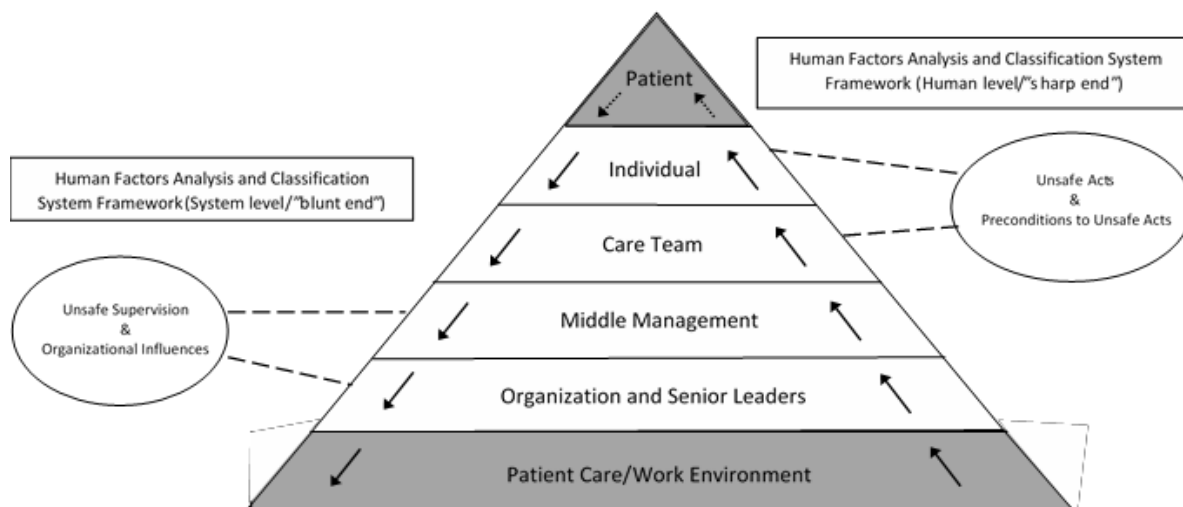 Human Factors Analysis and Classification System
Framework (Human level/"sharp end")
Patient
Individual
Unsafe Acts
&
Preconditions to Unsafe Acts
Human Factors Analysis and Classification
System Framework (System level/"blunt end")
Care Team
Unsafe Supervision
&
Organizational Influences
Middle Management
Organization and Senior Leaders
Patient Care/Work Environment